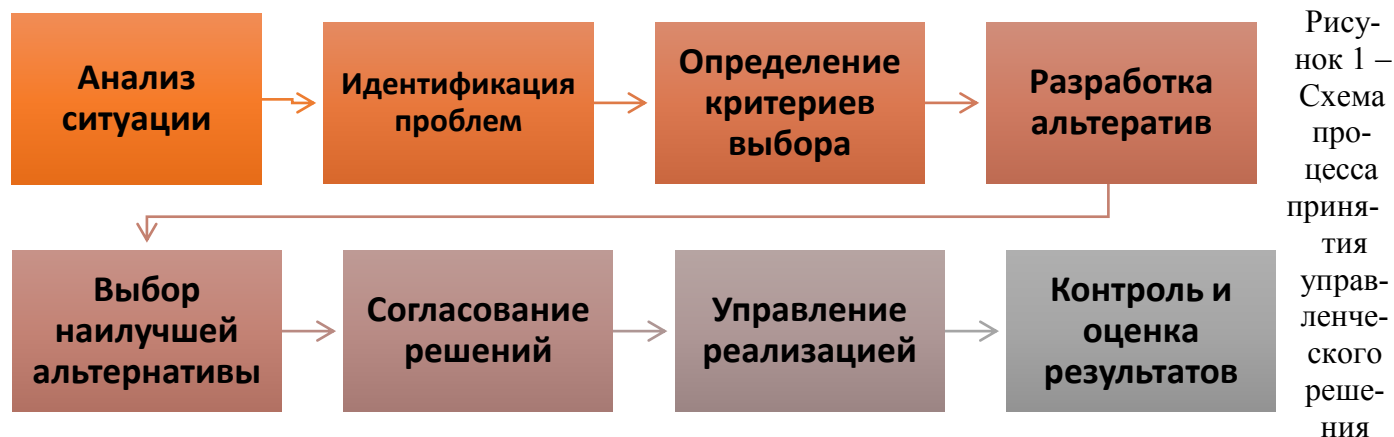 Анализ
ситуации
Идентификация
проблем
Определение
критериев
выбора
Разработка
альтератив
Выбор
наилучшей
альтернативы
Согласование
решений
Управление
реализацией
Контроль и
оценка
результатов
Рису-
нок 1 –
Схема
про-
цесса
приня-
тия
управ-
ленче-
ского
реше-
ния